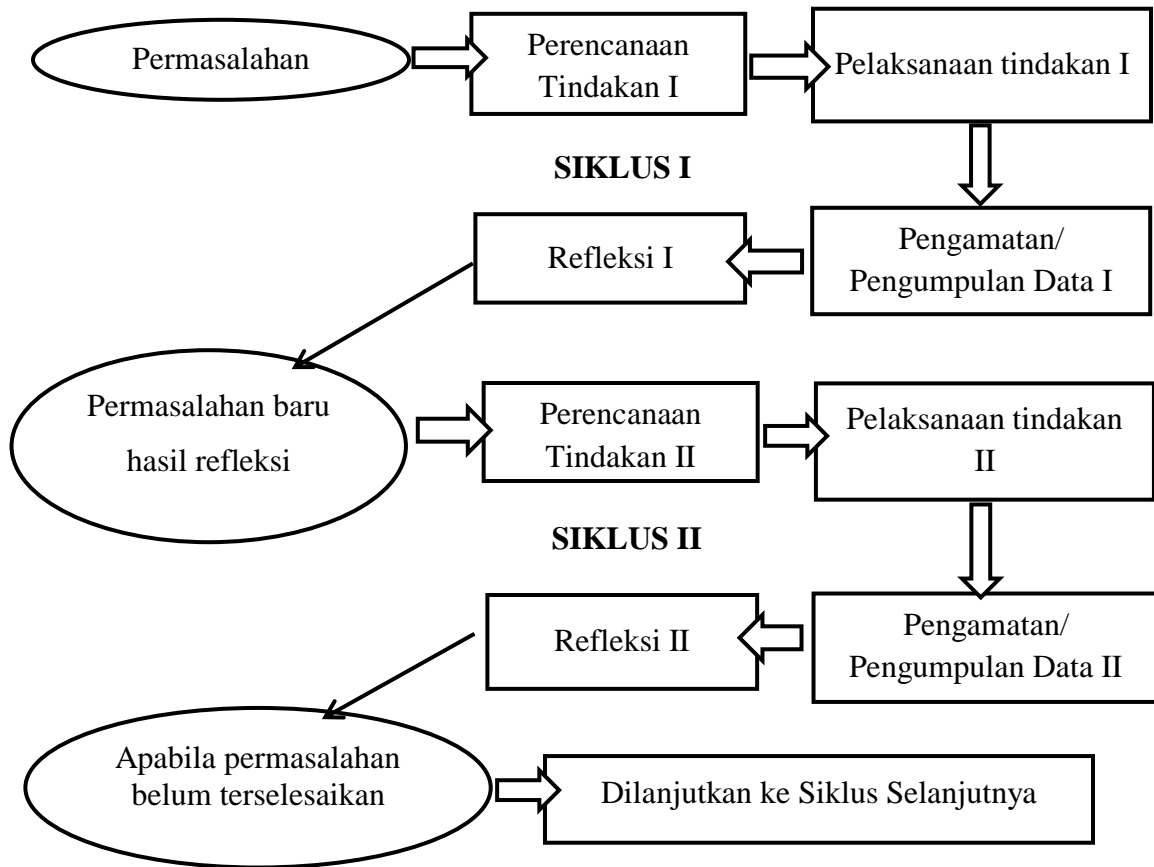 Permasalahan
Perencanaan
Tindakan I
Pelaksanaan tindakan I
SIKLUS I
Refleksi I
Pengamatan/
Pengumpulan Data I
Permasalahan baru
hasil refleksi
Perencanaan
Tindakan II
Pelaksanaan tindakan
II
SIKLUS II
Refleksi II
Pengamatan/
Pengumpulan Data II
Apabila permasalahan
belum terselesaikan
Dilanjutkan ke Siklus Selanjutnya